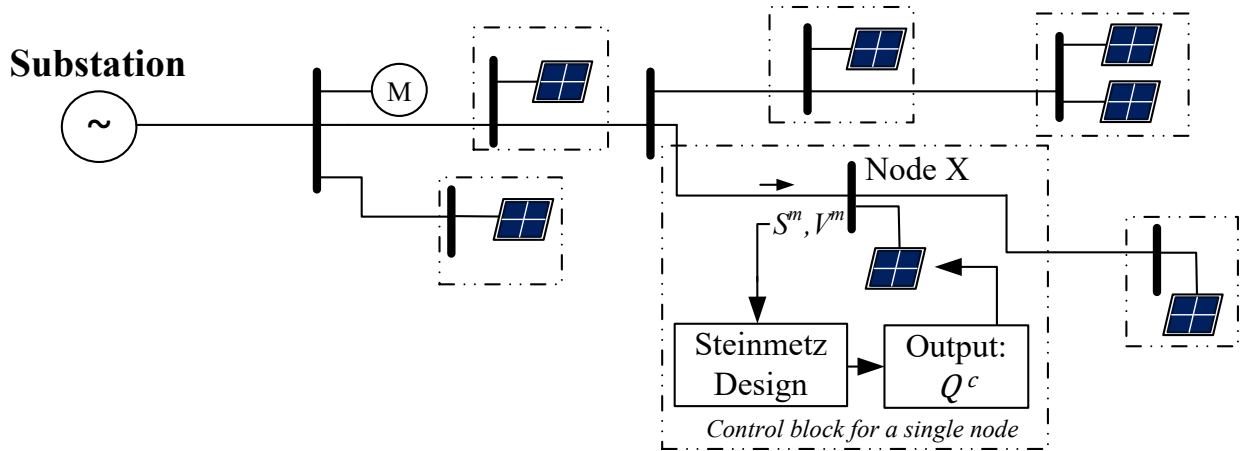 Substation
~
M
Node X
S^m, V^m
Steinmetz
Design
Output:
Q^c
Control block for a single node